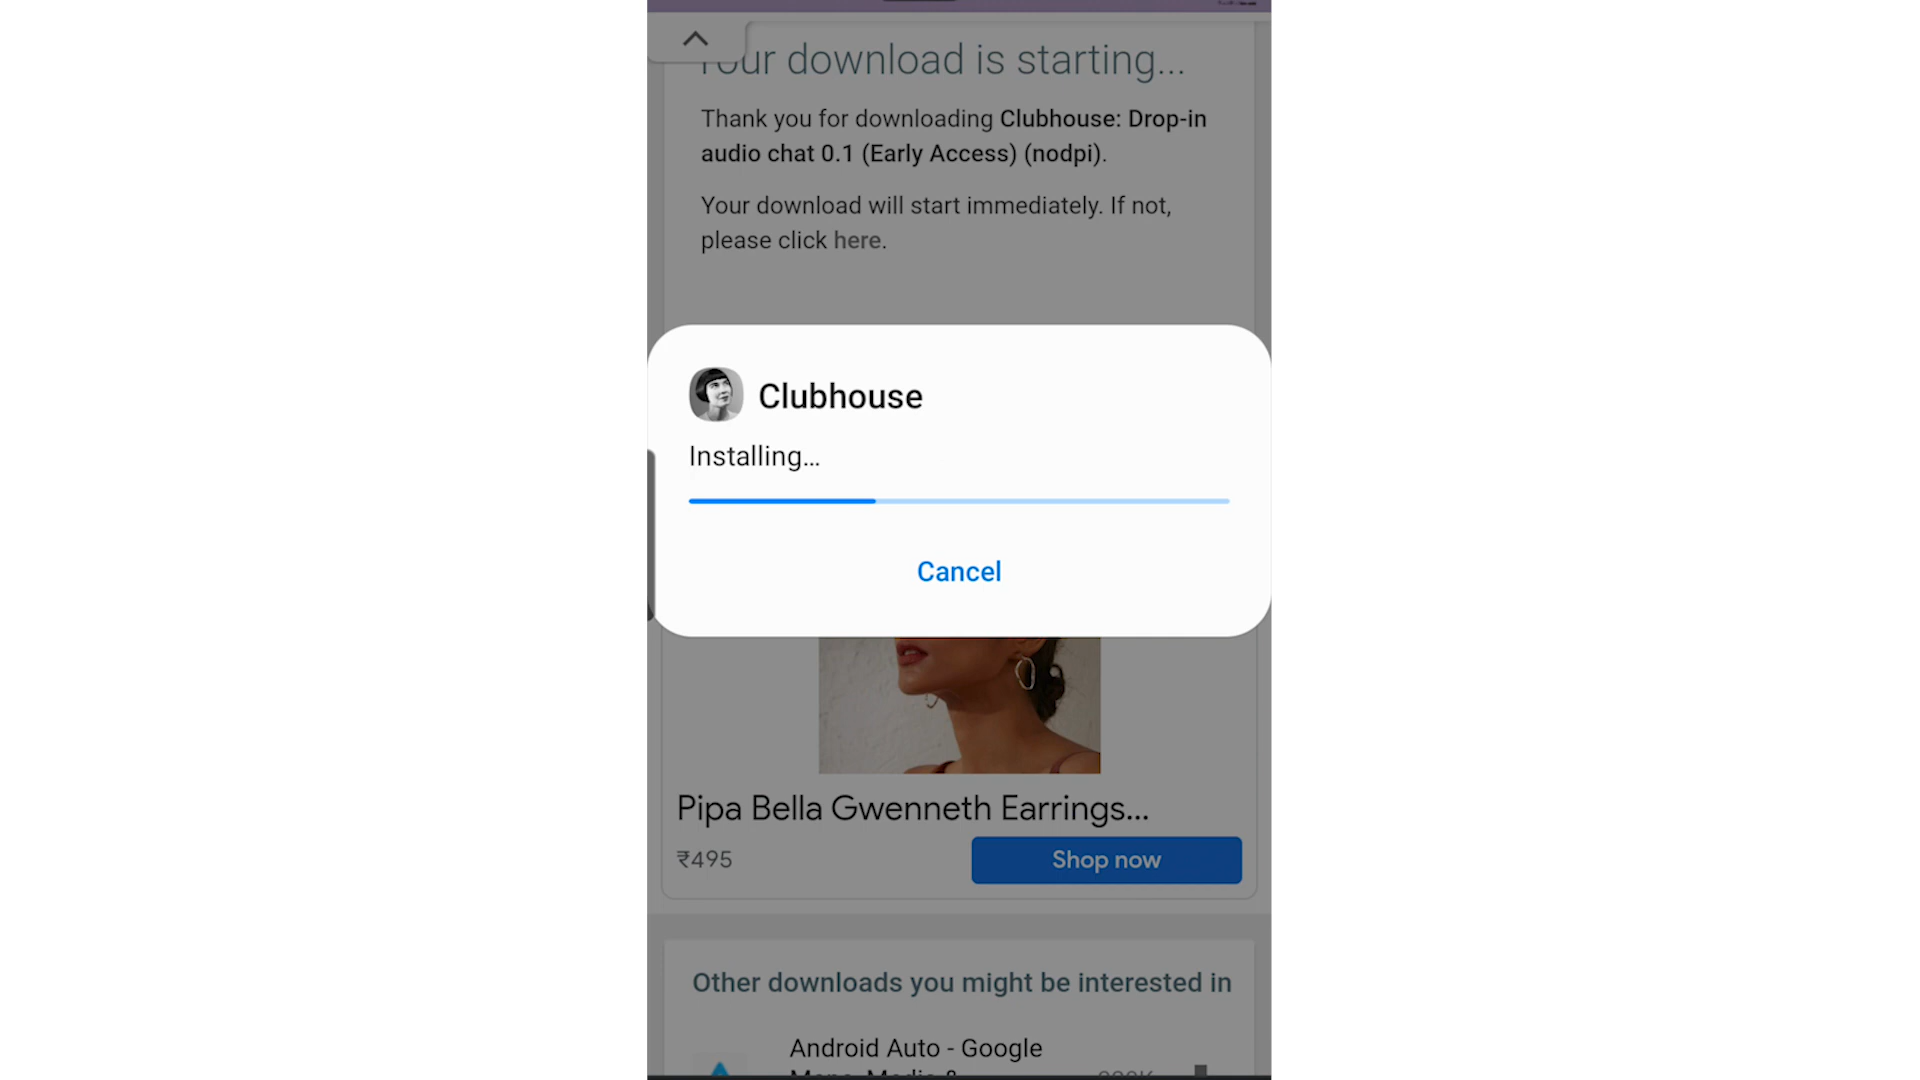 Your download is starting...
Thank you for downloading Clubhouse: Drop-in
audio chat 0.1 (Early Access) (nodpi).
Your download will start immediately. If not,
please click here.
Clubhouse
Installing...
Cancel
Pipa Bella Gwenneth Earrings...
₹495
Shop now
Other downloads you might be interested in
Android Auto - Google